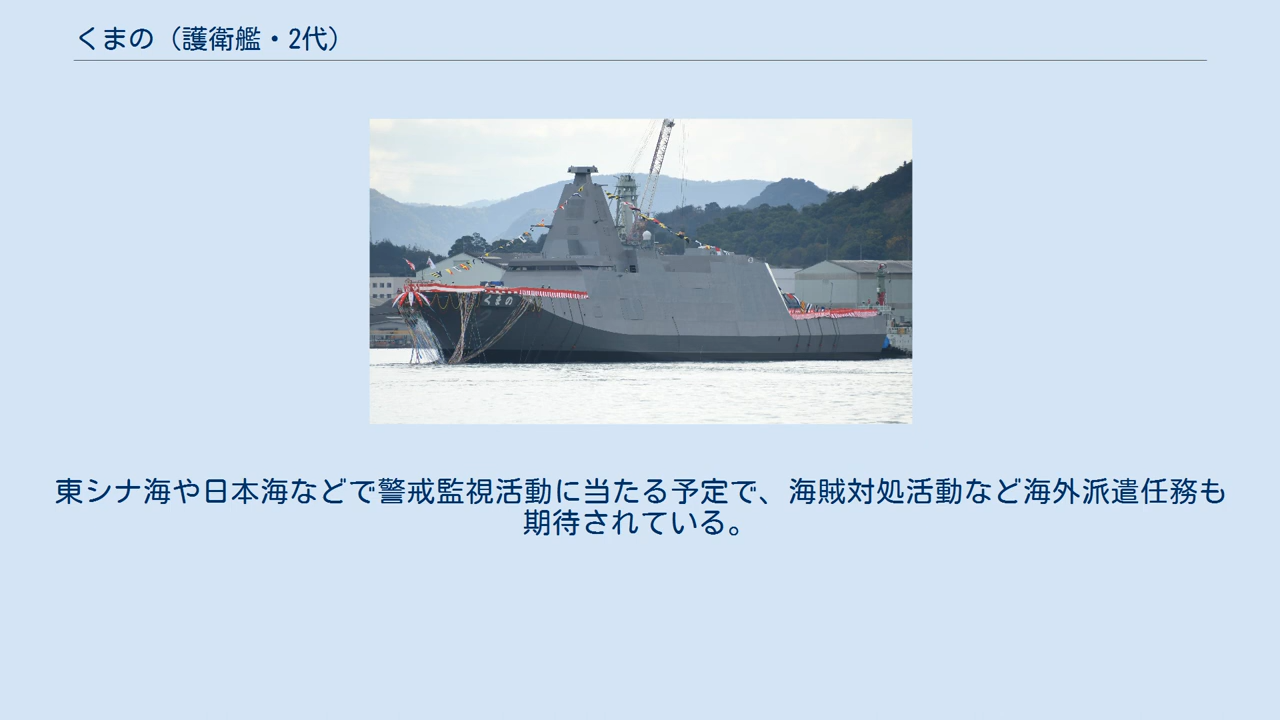 くまの（護衛艦・2代）
くまの
東シナ海や日本海などで警戒監視活動に当たる予定で、海賊対処活動など海外派遣任務も
期待されている。